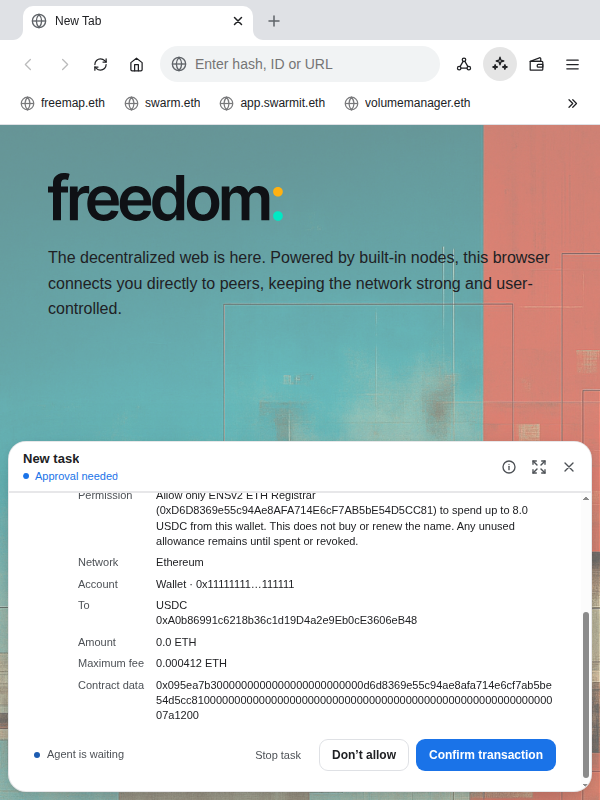 New Tab
Enter hash, ID or URL
freemap.eth
swarm.eth
app.swarmit.eth
volumemanager.eth
freedom:
The decentralized web is here. Powered by built-in nodes, this browser
connects you directly to peers, keeping the network strong and user-
controlled.
New task
Approval needed
Permission
Allow only ENSv2 ETH Registrar
(0xD6D8369e55c94Ae8AFA714E6cF7AB5bE54D5CC81) to spend up to 8.0
USDC from this wallet. This does not buy or renew the name. Any unused
allowance remains until spent or revoked.
Network
Ethereum
Account
Wallet · 0x11111111…111111
To
USDC
0xA0b86991c6218b36c1d19D4a2e9Eb0cE3606eB48
Amount
0.0 ETH
Maximum fee
0.000412 ETH
Contract data
0x095ea7b3000000000000000000000000d6d8369e55c94ae8afa714e6cf7ab5be
54d5cc81000000000000000000000000000000000000000000000000000000000
07a1200
Agent is waiting
Stop task
Don’t allow
Confirm transaction